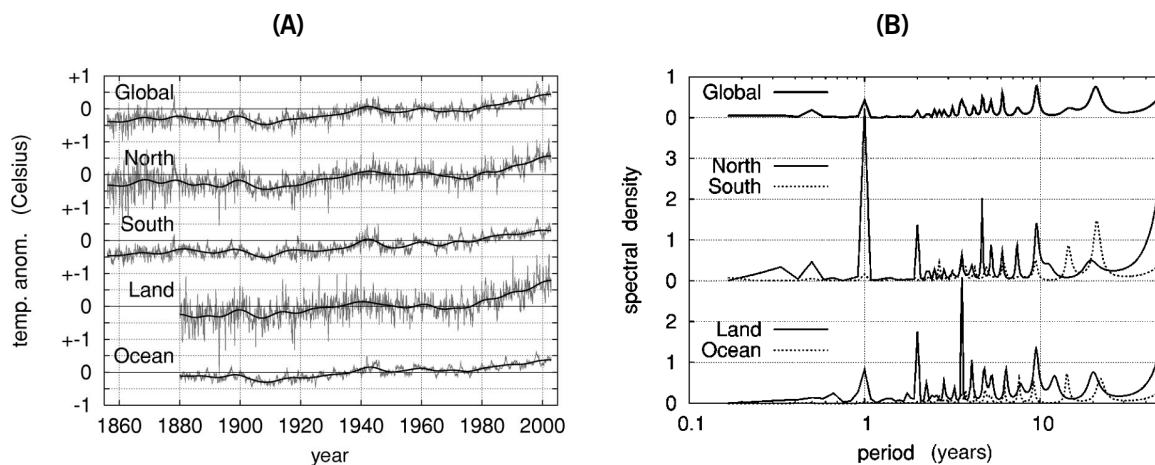 (A)
temp. anom. (Celsius)
+1
Global
0
+-1
North
0
+-1
South
0
+-1
Land
0
+-1
Ocean
0
-1
1860 1880 1900 1920 1940 1960 1980 2000
year
(B)
spectral density
1
Global
0
3
North
South
2
1
0
2
Land
Ocean
1
0
0.1 1 10
period (years)